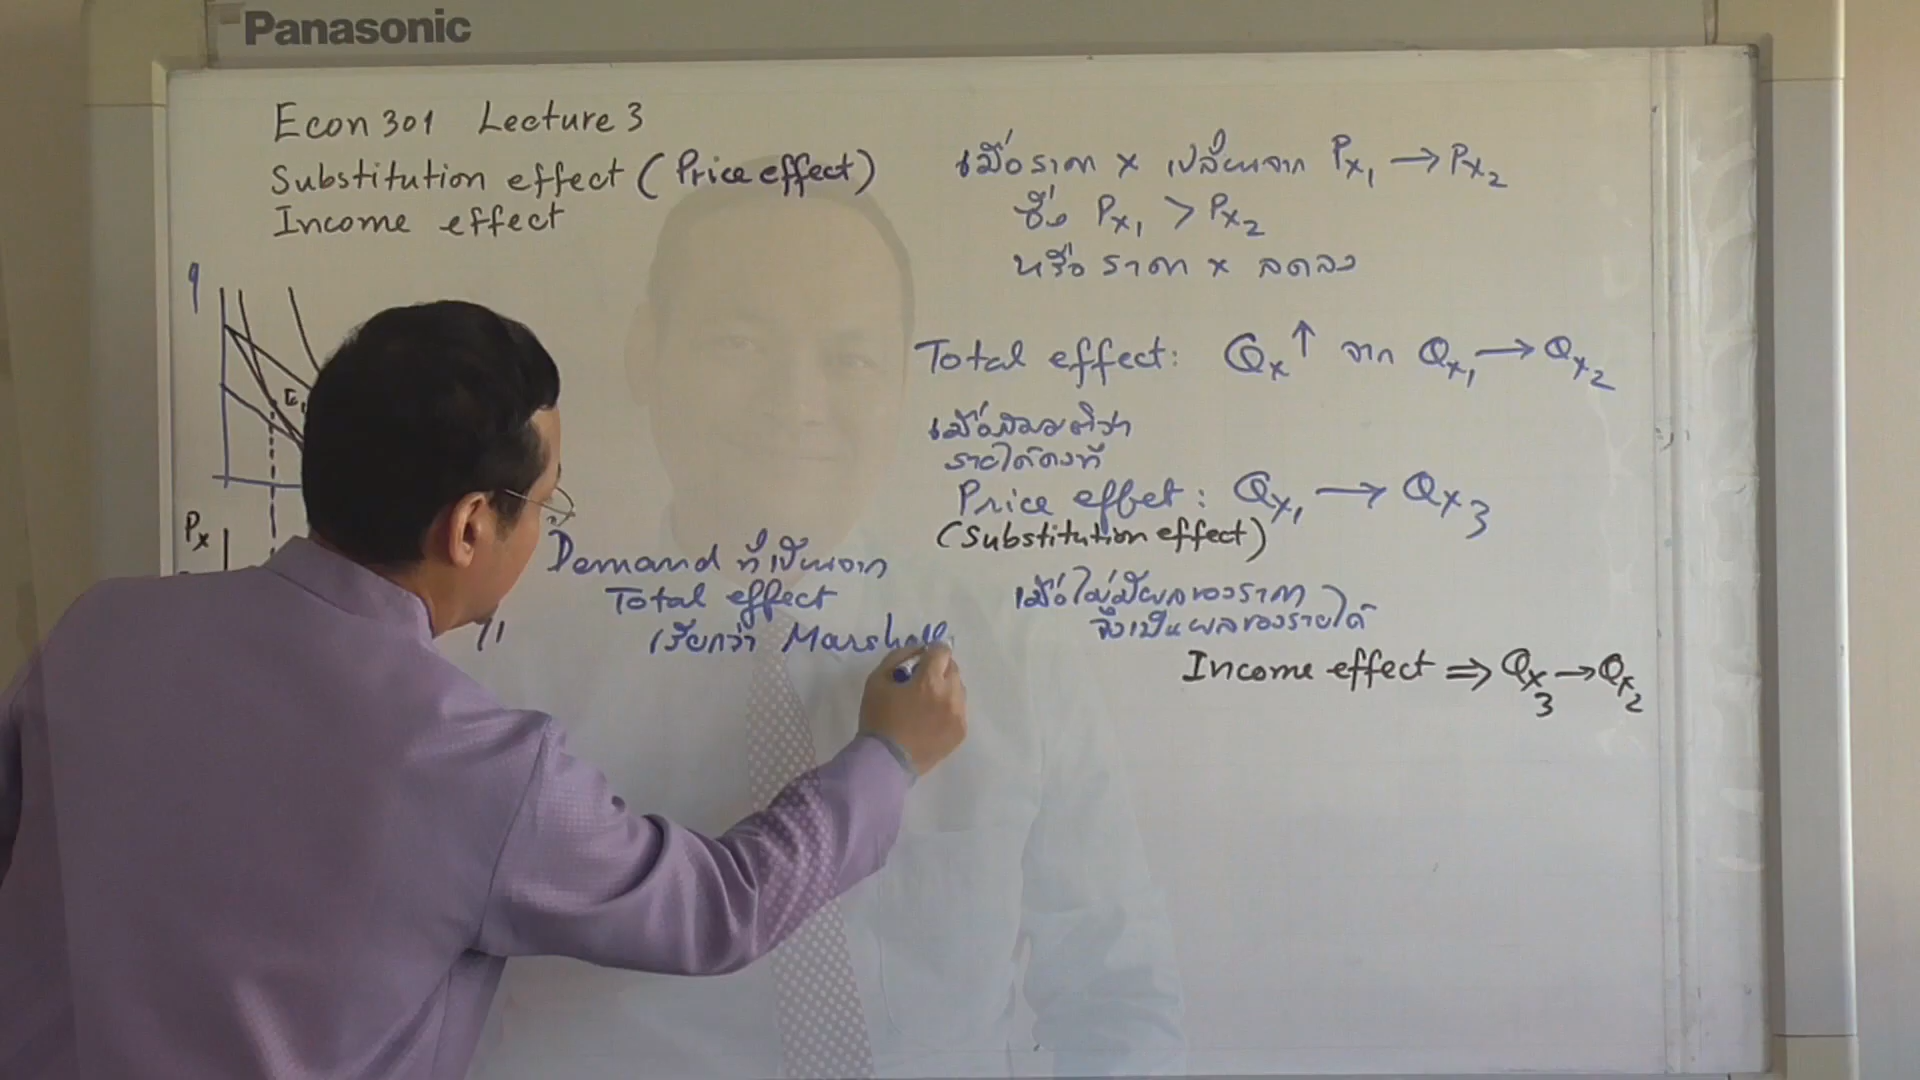 Panasonic
Econ 301 Lecture 3
Substitution effect (Price effect)
Income effect
q
E₁
Pₓ
Demand ที่เป็นจาก
Total effect
เรียกว่า Marshall
เมื่อราคา x เปลี่ยนจาก Pₓ₁ → Pₓ₂
ซึ่ง Pₓ₁ > Pₓ₂
หรือ ราคา x ลดลง
Total effect: Qₓ↑ จาก Qₓ₁ → Qₓ₂
เมื่อสมมติว่า
รายได้คงที่
Price effet : Qₓ₁ → Qₓ₃
(Substitution effect)
เมื่อไม่มีผลของราคา
จึงเป็นผลของรายได้
Income effect ⇒ Qₓ₃ → Qₓ₂